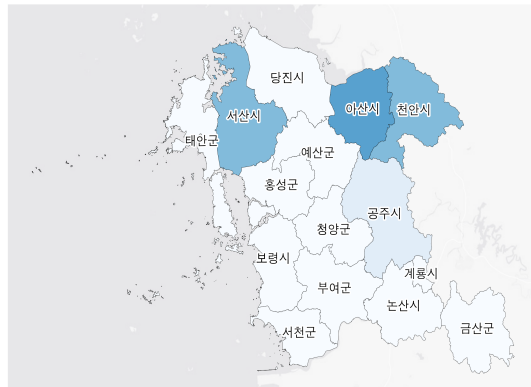 당진시
아산시
천안시
서산시
태안군
예산군
홍성군
공주시
청양군
보령시
계룡시
부여군
논산시
서천군
금산군